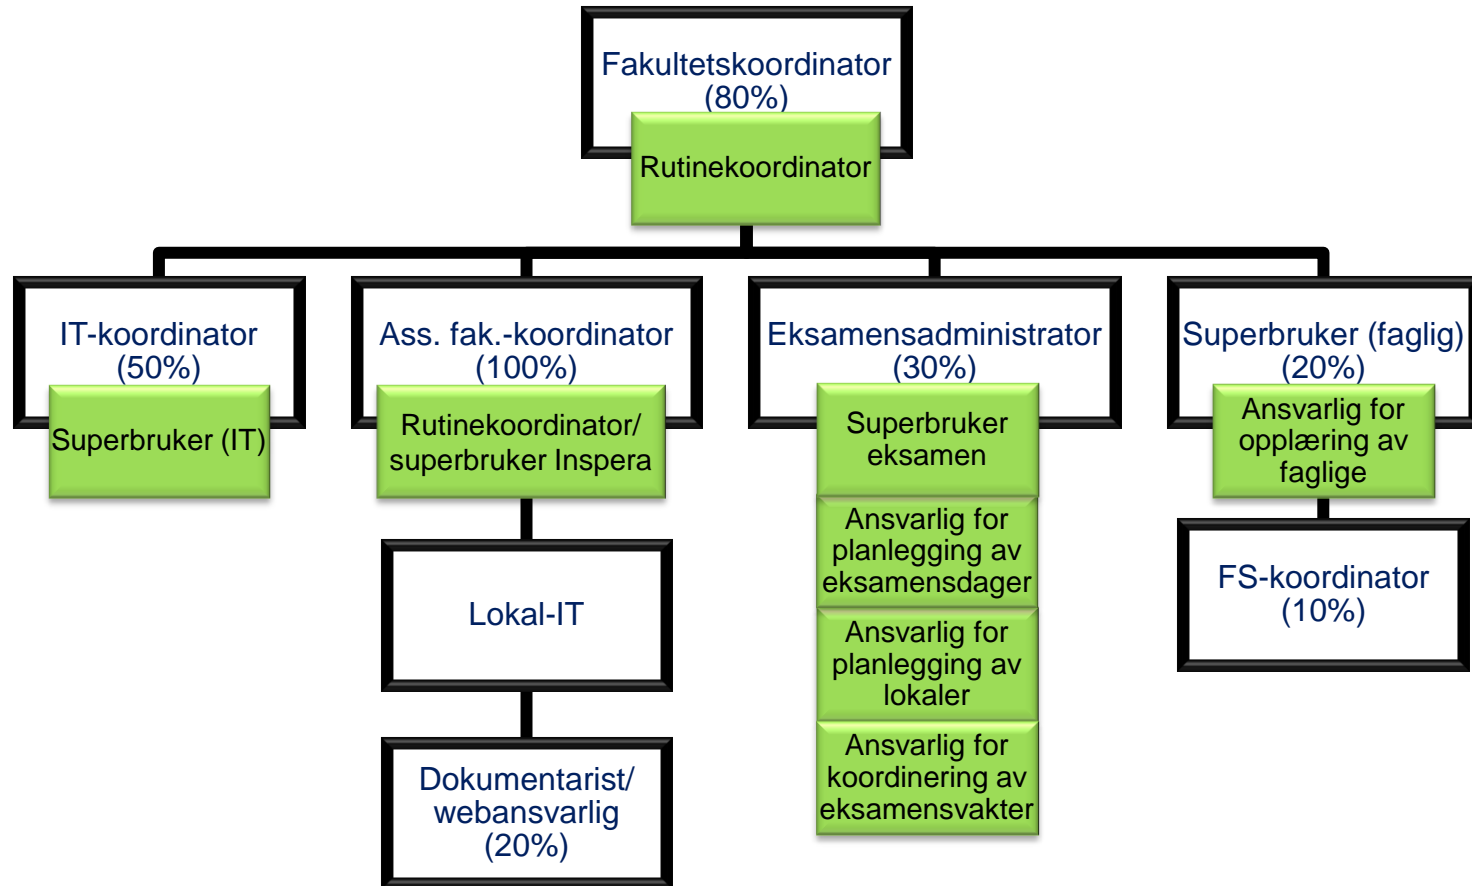 Fakultetskoordinator
(80%)
Rutinekoordinator
IT-koordinator
(50%)
Superbruker (IT)
Ass. fak.-koordinator
(100%)
Rutinekoordinator/
superbruker Inspera
Lokal-IT
Dokumentarist/
webansvarlig
(20%)
Eksamensadministrator
(30%)
Superbruker
eksamen
Ansvarlig for
planlegging av
eksamensdager
Ansvarlig for
planlegging av
lokaler
Ansvarlig for
koordinering av
eksamensvakter
Superbruker (faglig)
(20%)
Ansvarlig for
opplæring av
faglige
FS-koordinator
(10%)